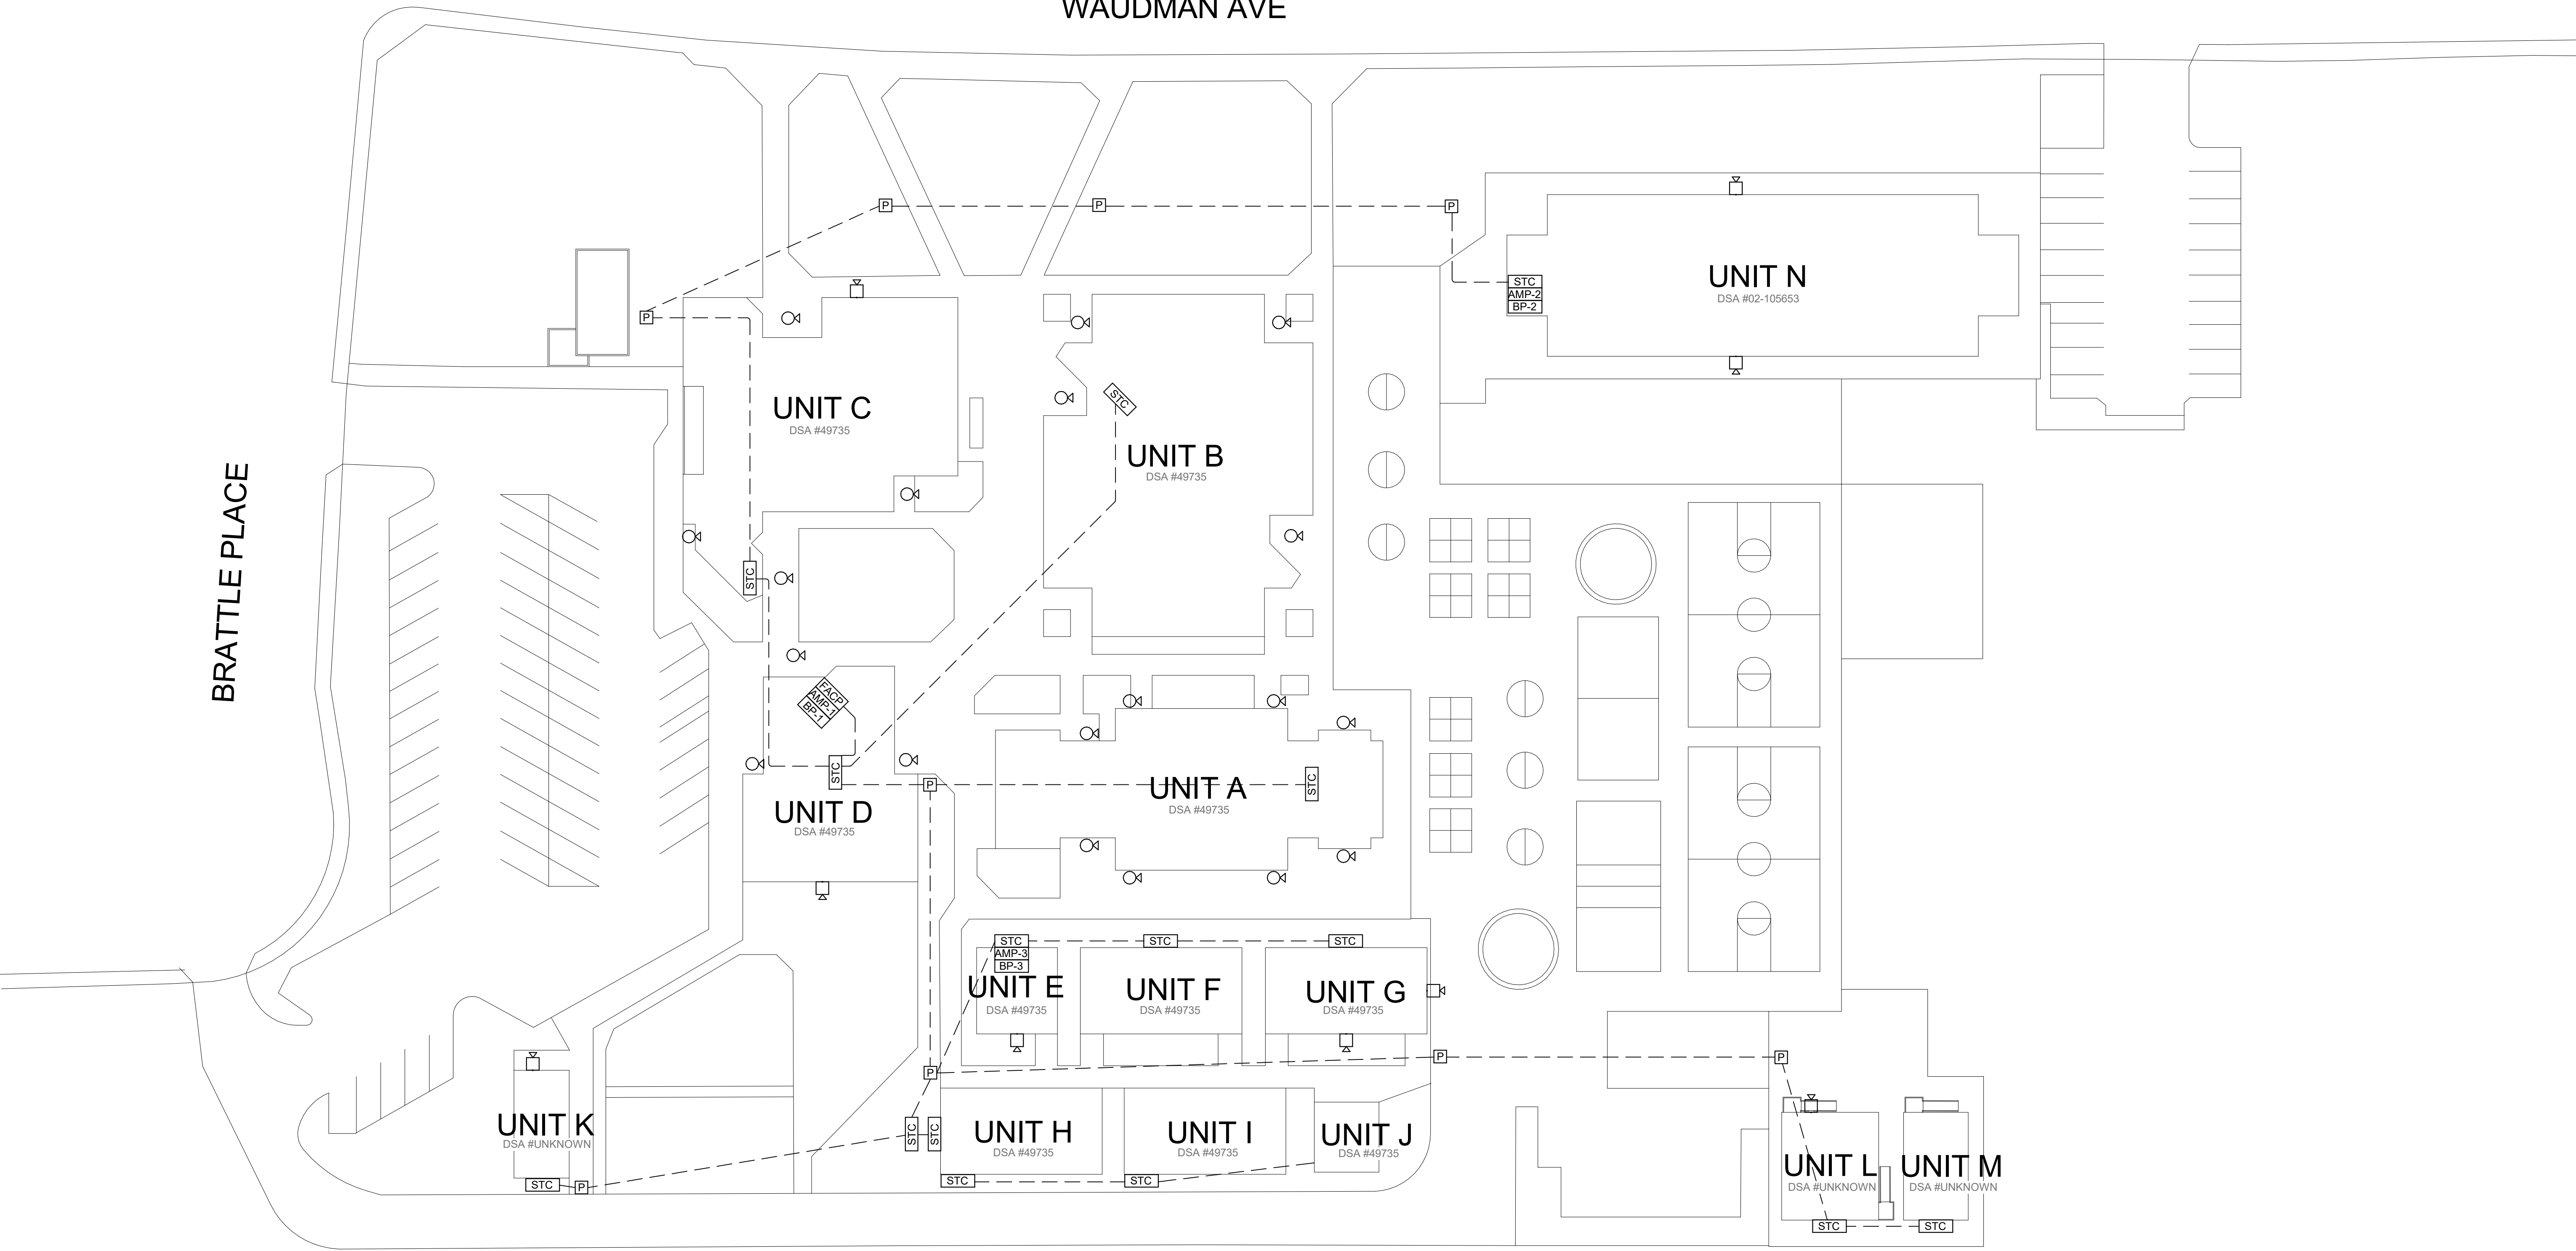 WAUDMAN AVE
P
P
P
UNIT N
DSA #02-105653
STC
AMP-2
BP-2
P
UNIT C
DSA #49735
STC
UNIT B
DSA #49735
BRATTLE PLACE
STC
FACP
AMP-1
BP-1
STC
P
UNIT A
DSA #49735
STC
UNIT D
DSA #49735
STC
AMP-3
BP-3
STC
STC
UNIT E
DSA #49735
UNIT F
DSA #49735
UNIT G
DSA #49735
P
P
P
UNIT K
DSA #UNKNOWN
STC
P
STC
STC
UNIT H
DSA #49735
UNIT I
DSA #49735
UNIT J
DSA #49735
STC
STC
UNIT L
DSA #UNKNOWN
UNIT M
DSA #UNKNOWN
STC
STC